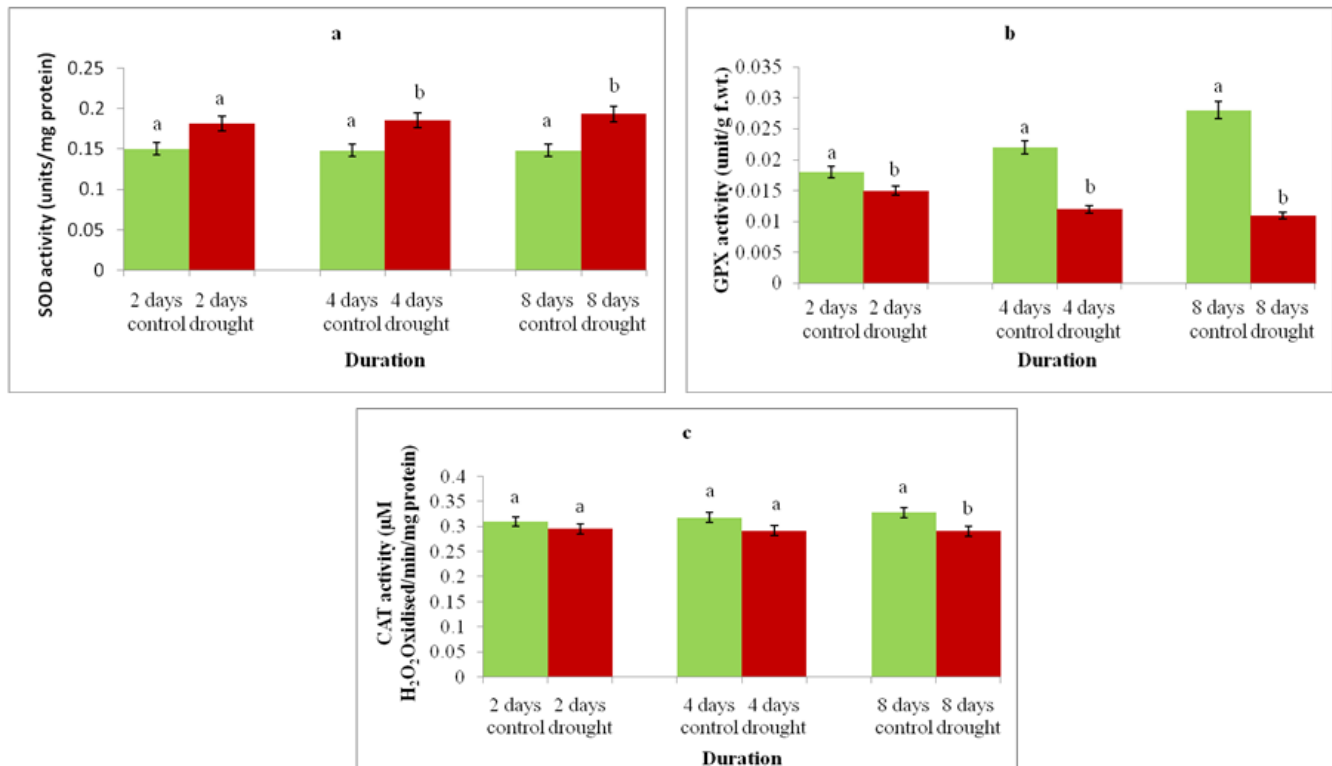 a
SOD activity (units/mg protein)
0.25
0.2
0.15
0.1
0.05
0
a
a
a
b
a
b
2 days 2 days 4 days 4 days 8 days 8 days
control drought control drought control drought
Duration
b
GPX activity (unit/g f.wt.)
0.035
0.03
0.025
0.02
0.015
0.01
0.005
0
a
b
a
b
a
b
2 days 2 days 4 days 4 days 8 days 8 days
control drought control drought control drought
Duration
c
CAT activity (µM
H₂O₂Oxidised/min/mg protein)
0.4
0.35
0.3
0.25
0.2
0.15
0.1
0.05
0
a
a
a
a
a
b
2 days 2 days 4 days 4 days 8 days 8 days
control drought control drought control drought
Duration